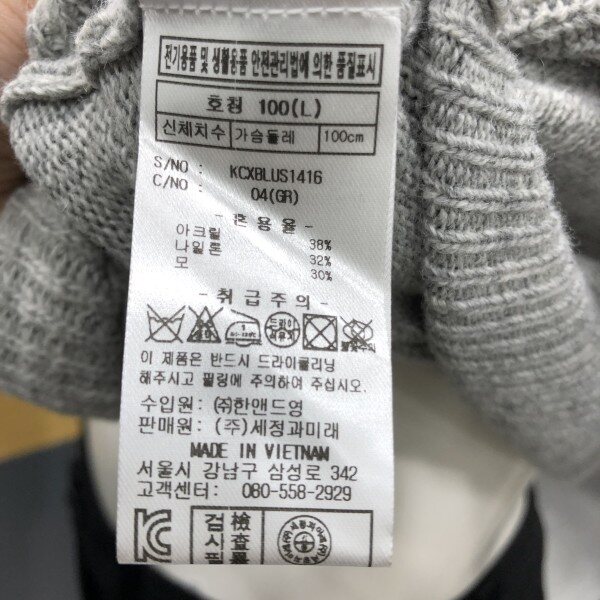 전기용품 및 생활용품 안전관리법에 의한 품질표시
호칭 100(L)
신체치수 가슴둘레 100cm
S/NO : KCXBLUS1416
C/NO : 04(GR)
- 혼 용 율 -
아크릴 38%
나일론 32%
모 30%
- 취 급 주 의 -
드라이
이 제품은 반드시 드라이클리닝
해주시고 필링에 주의하여 주십시오.
수입원 : ㈜한앤드영
판매원 : (주)세정과미래
MADE IN VIETNAM
서울시 강남구 삼성로 342
고객센터: 080-558-2929
검 檢
사 査
필 畢